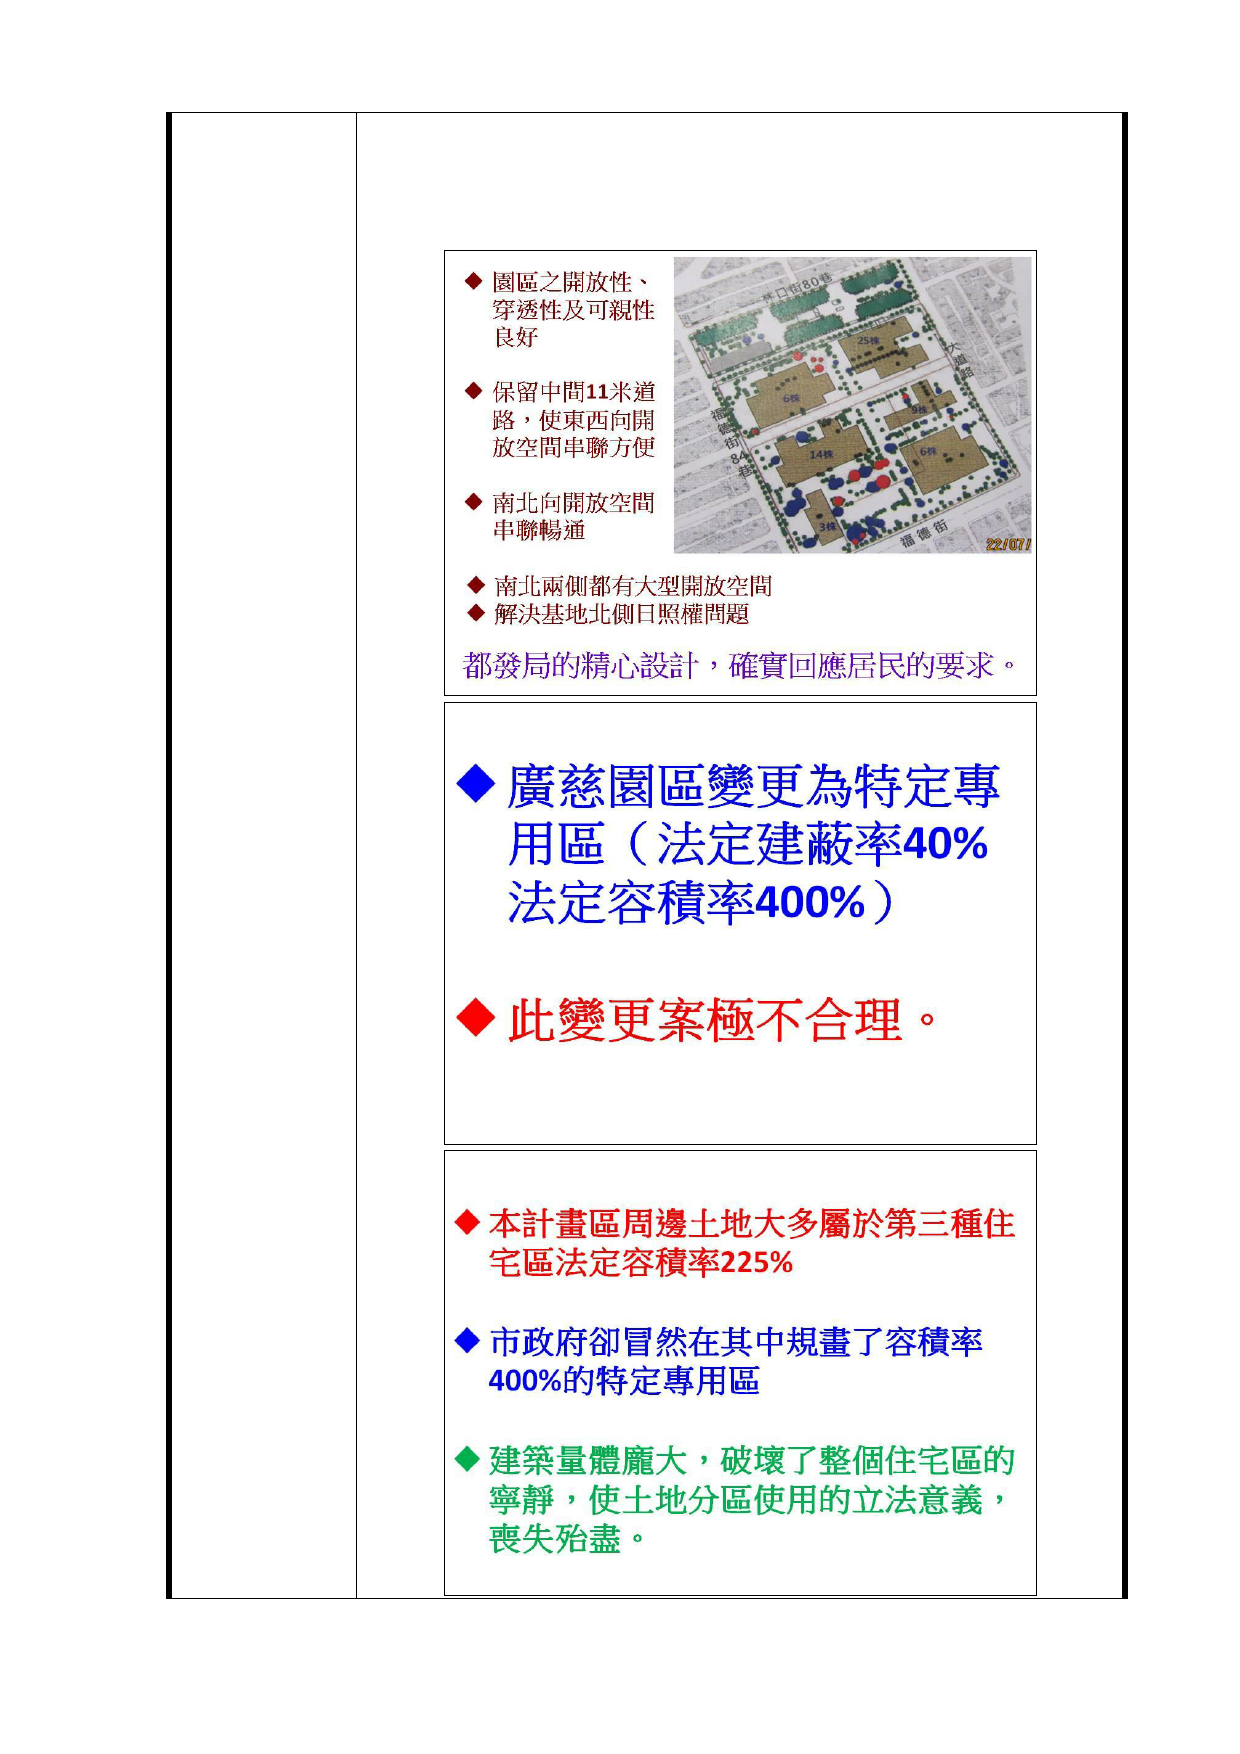 ◆ 園區之開放性、
穿透性及可親性
良好
◆ 保留中間11米道
路，使東西向開
放空間串聯方便
◆ 南北向開放空間
串聯暢通
林口街80巷
25株
大道路
6株
9株
福德街84巷
14株
6株
3株
福德街
22/07/
◆ 南北兩側都有大型開放空間
◆ 解決基地北側日照權問題
都發局的精心設計，確實回應居民的要求。
◆ 廣慈園區變更為特定專
用區（法定建蔽率40%
法定容積率400%）
◆ 此變更案極不合理。
◆ 本計畫區周邊土地大多屬於第三種住
宅區法定容積率225%
◆ 市政府卻冒然在其中規畫了容積率
400%的特定專用區
◆ 建築量體龐大，破壞了整個住宅區的
寧靜，使土地分區使用的立法意義，
喪失殆盡。